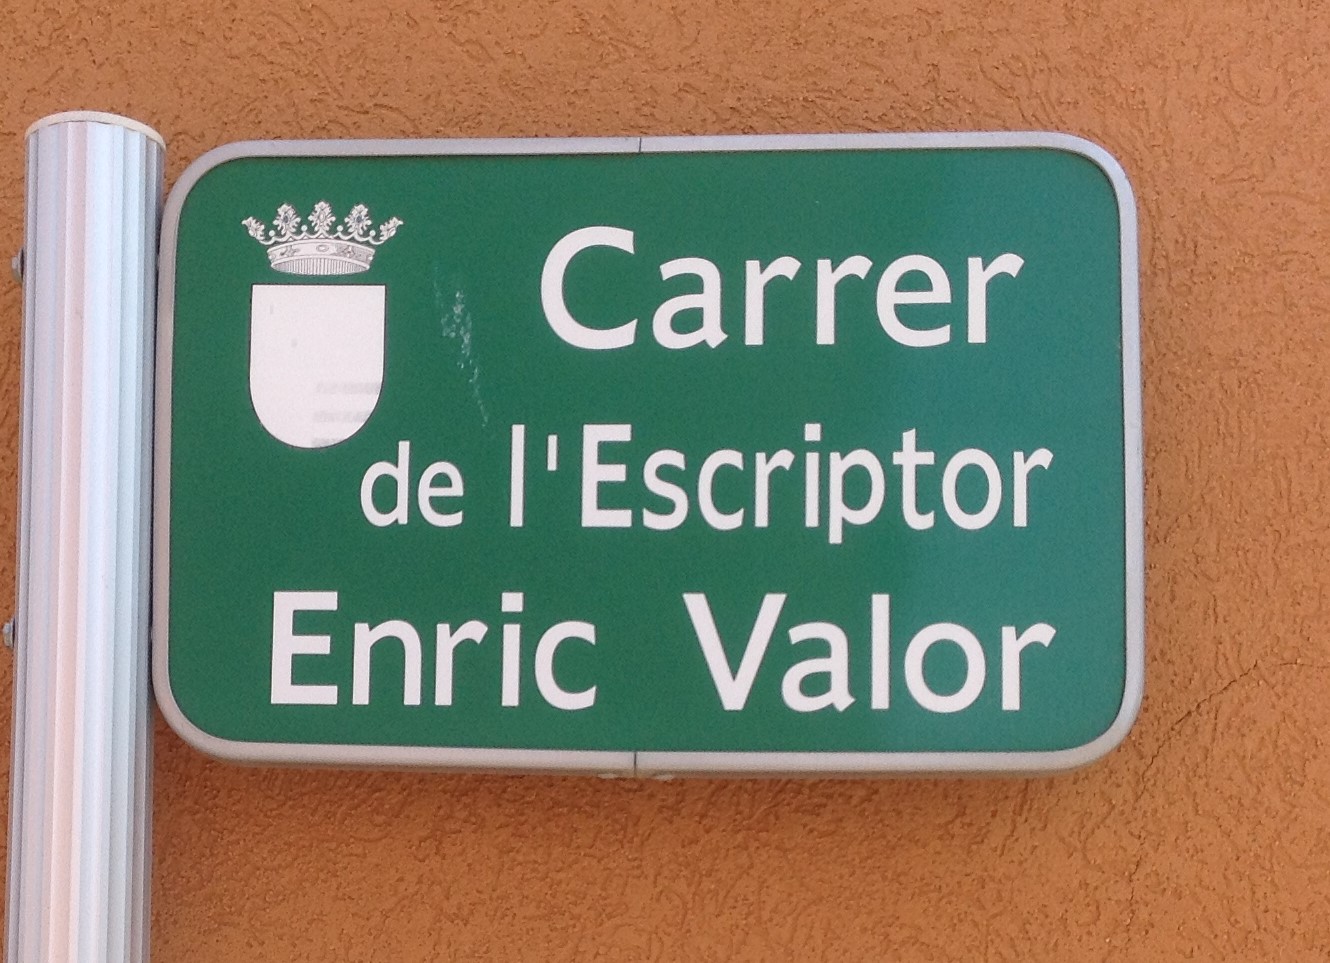 Carrer
de l'Escriptor
Enric Valor